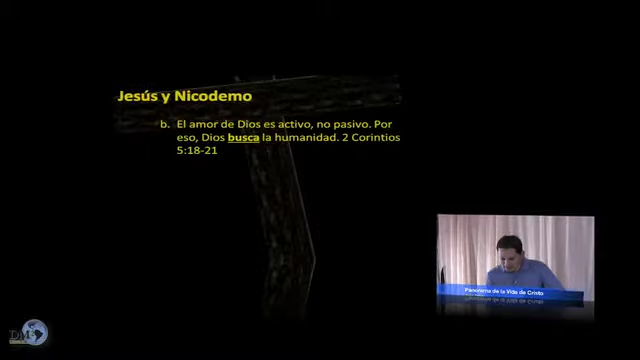 Jesús y Nicodemo
b. El amor de Dios es activo, no pasivo. Por
eso, Dios busca la humanidad. 2 Corintios
5:18-21
Panorama de la Vida de Cristo
DM